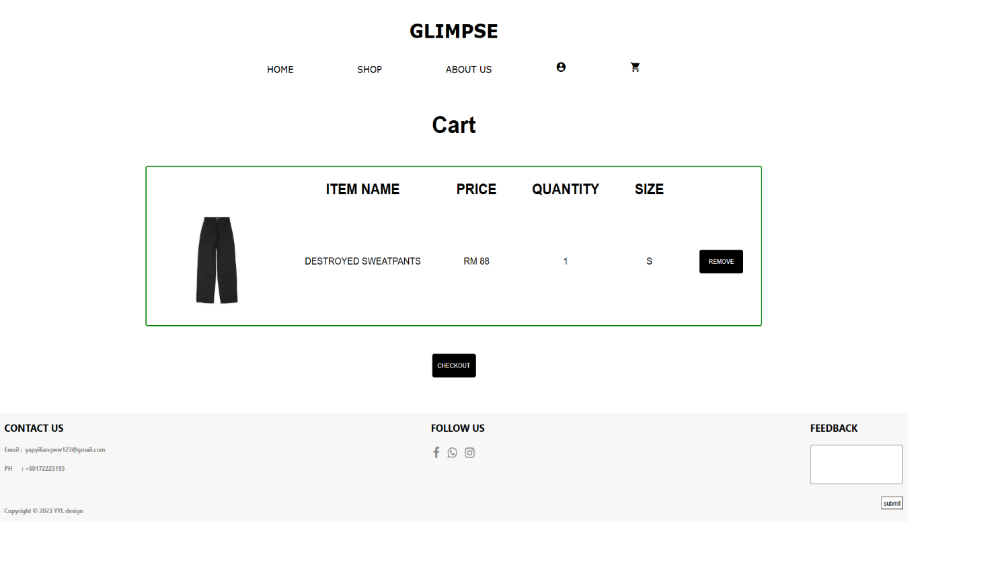 GLIMPSE
HOME SHOP ABOUT US
Cart
ITEM NAME PRICE QUANTITY SIZE
DESTROYED SWEATPANTS RM 88 1 S REMOVE
CHECKOUT
CONTACT US FOLLOW US FEEDBACK
Email : yapyiliangww123@gmail.com
PH : +60172223195
submit
Copyright © 2023 YYL design